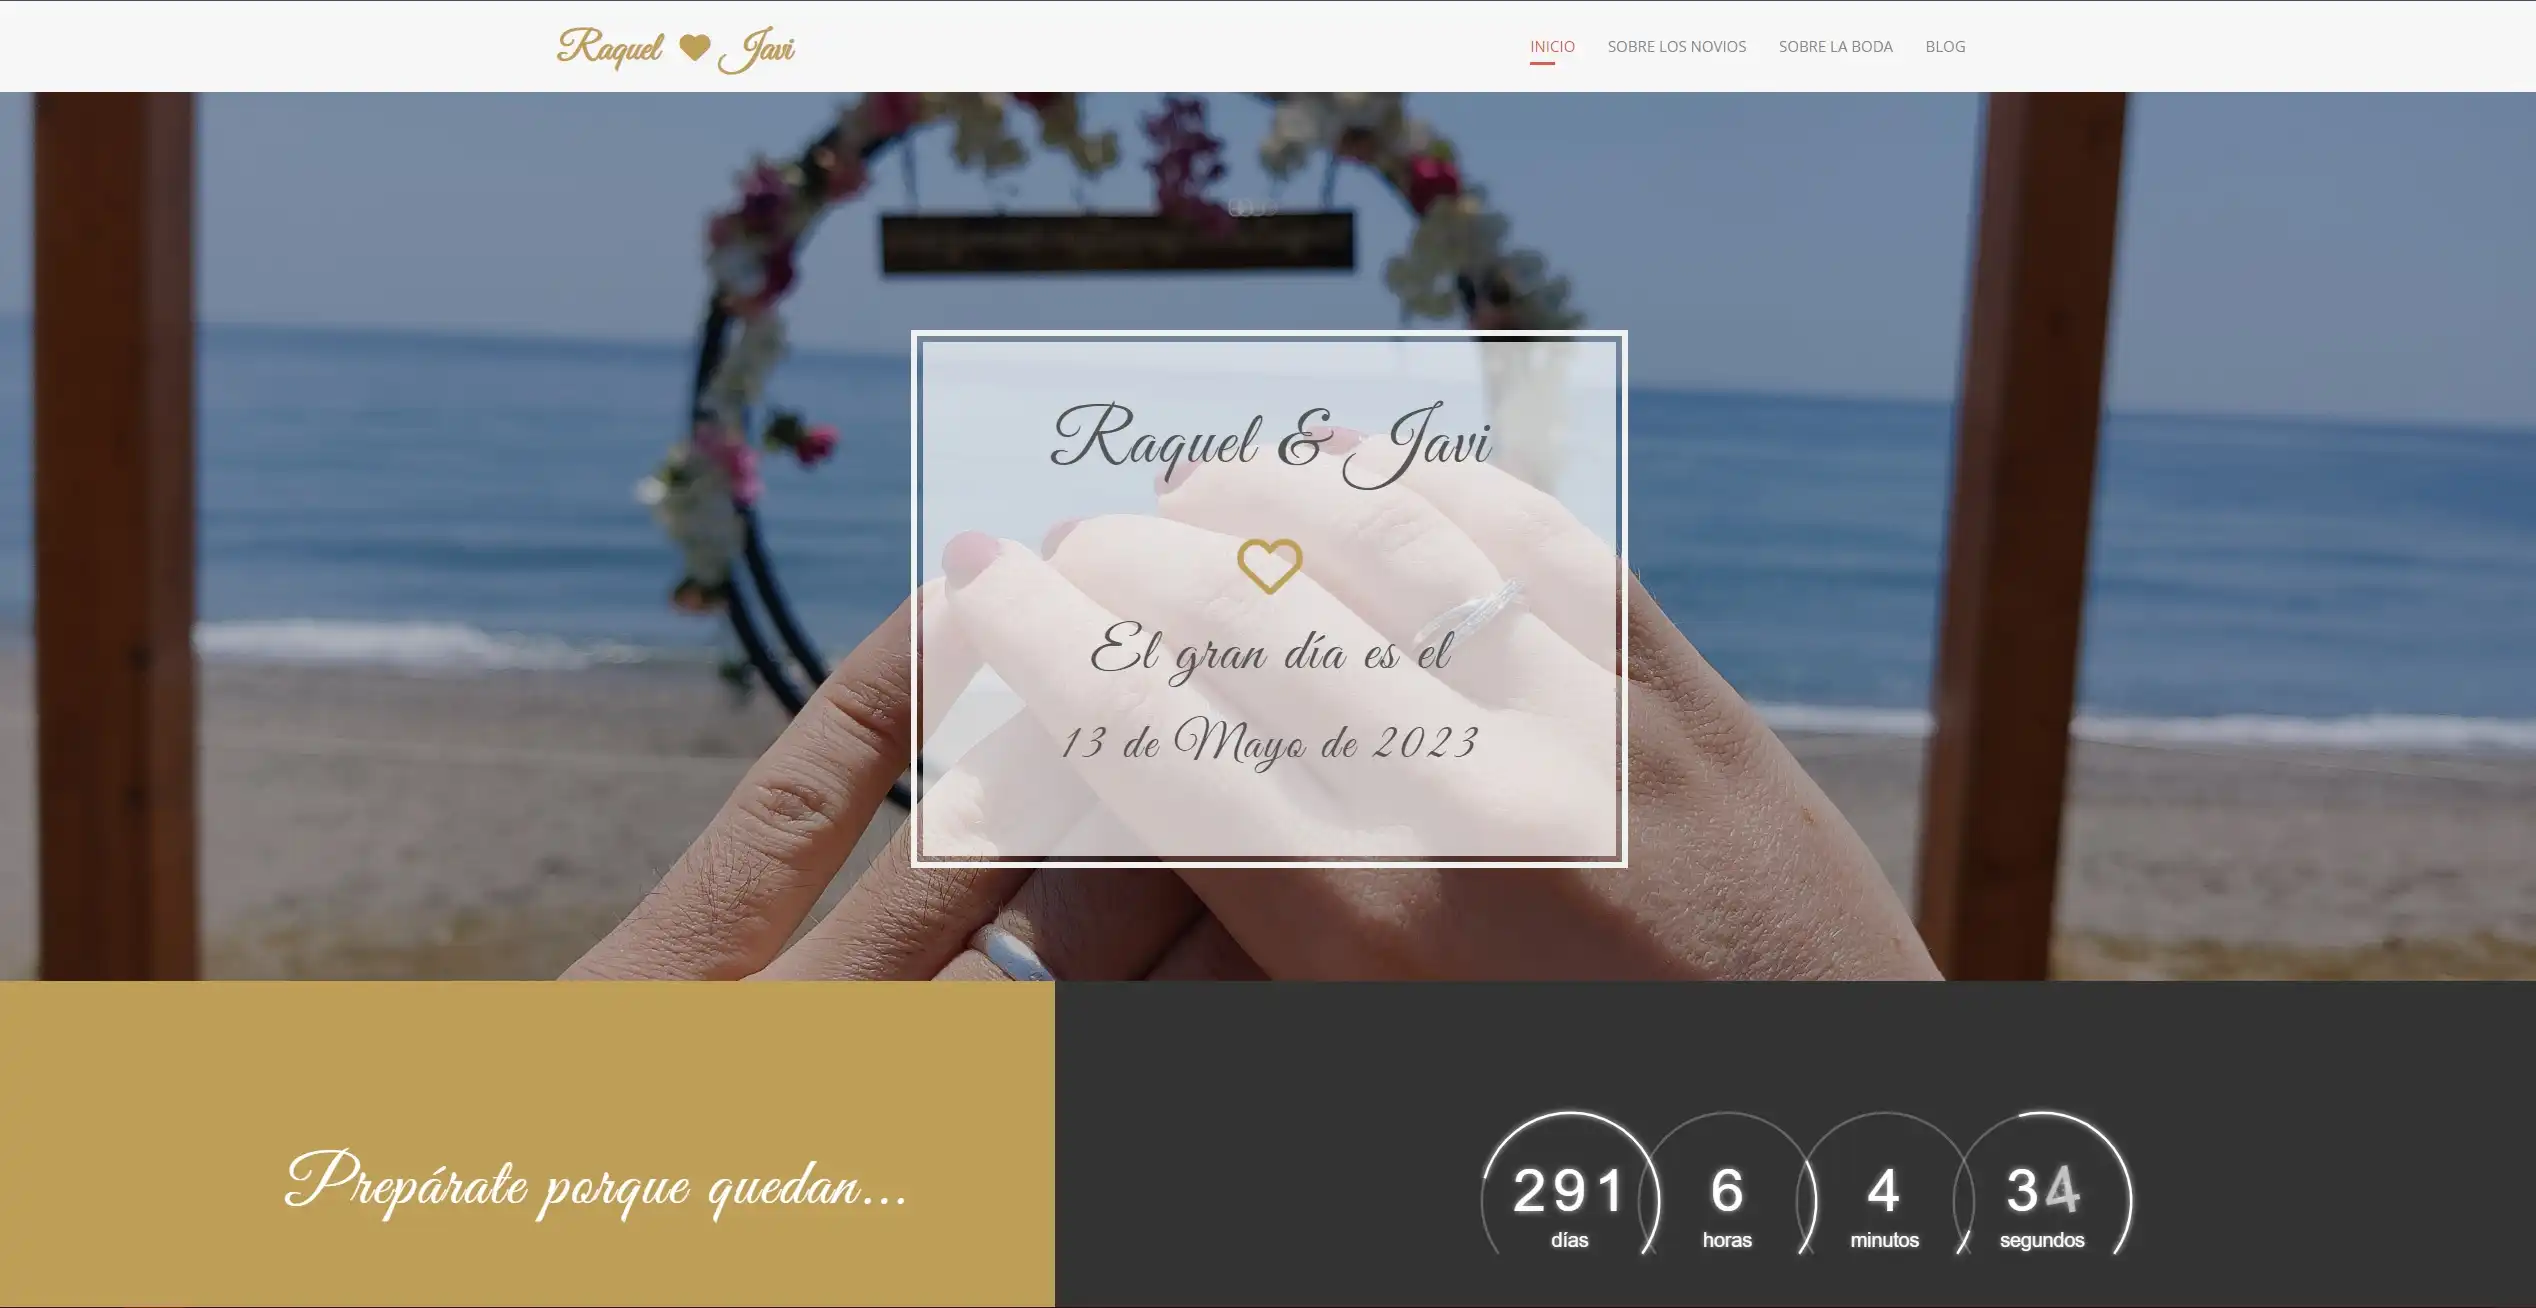 Raquel Javi
INICIO SOBRE LOS NOVIOS SOBRE LA BODA BLOG
Raquel & Javi
El gran día es el
13 de Mayo de 2023
Prepárate porque quedan...
291 6 4 34
días horas minutos segundos